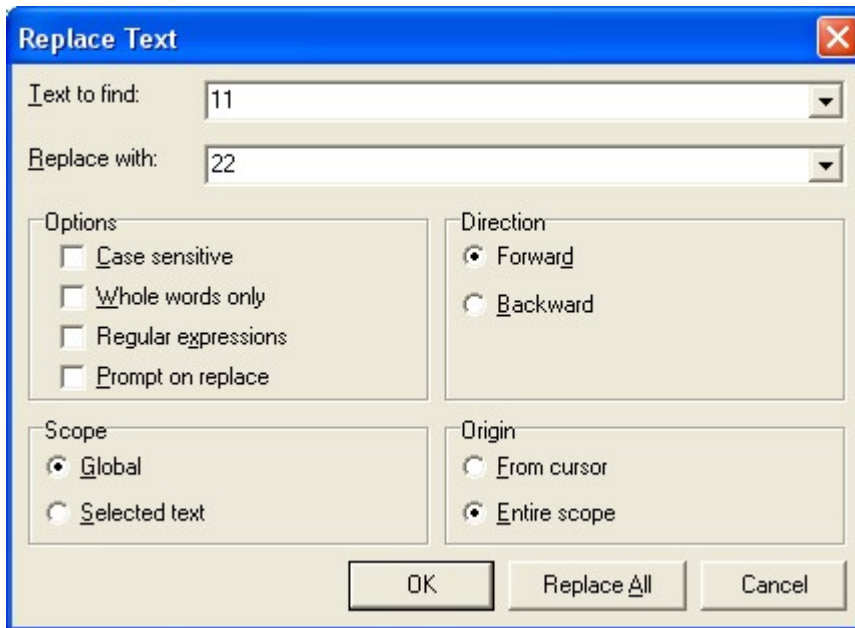 Replace Text
Text to find: 11
Replace with: 22
Options
Case sensitive
Whole words only
Regular expressions
Prompt on replace
Direction
Forward
Backward
Scope
Global
Selected text
Origin
From cursor
Entire scope
OK Replace All Cancel